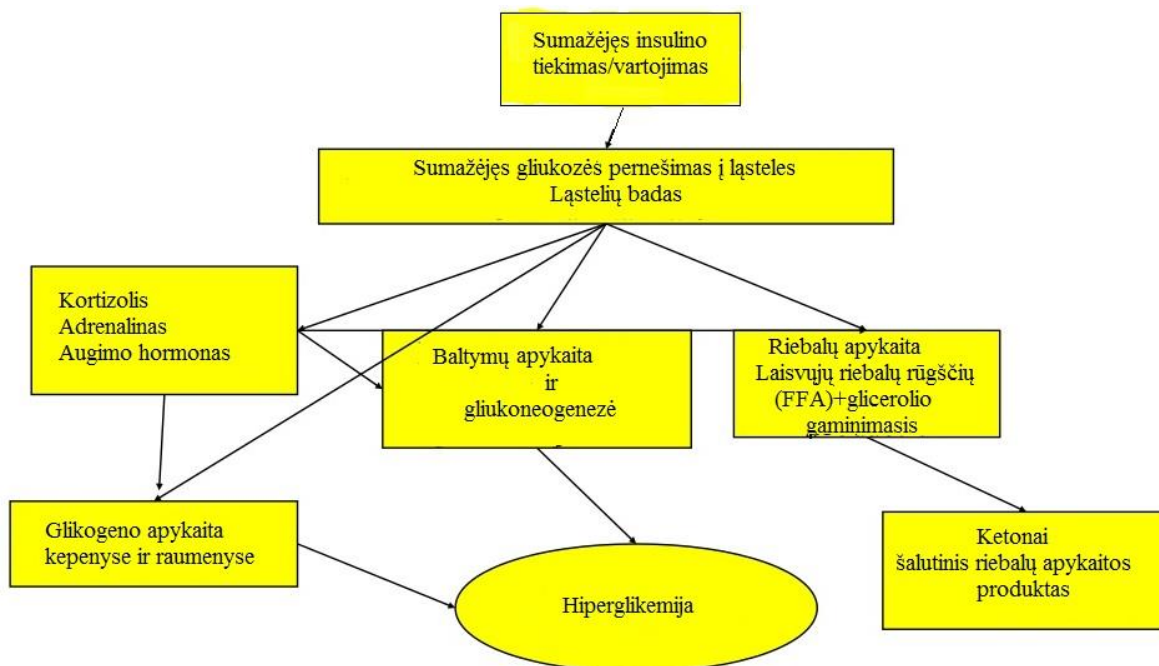 Sumažėjęs insulino
tiekimas/vartojimas
Sumažėjęs gliukozės pernešimas į ląsteles
Ląstelių badas
Kortizolis
Adrenalinas
Augimo hormonas
Baltymų apykaita
ir
gliukoneogenezė
Riebalų apykaita
Laisvųjų riebalų rūgščių
(FFA)+glicerolio
gaminimasis
Glikogeno apykaita
kepenyse ir raumenyse
Hiperglikemija
Ketonai
šalutinis riebalų apykaitos
produktas